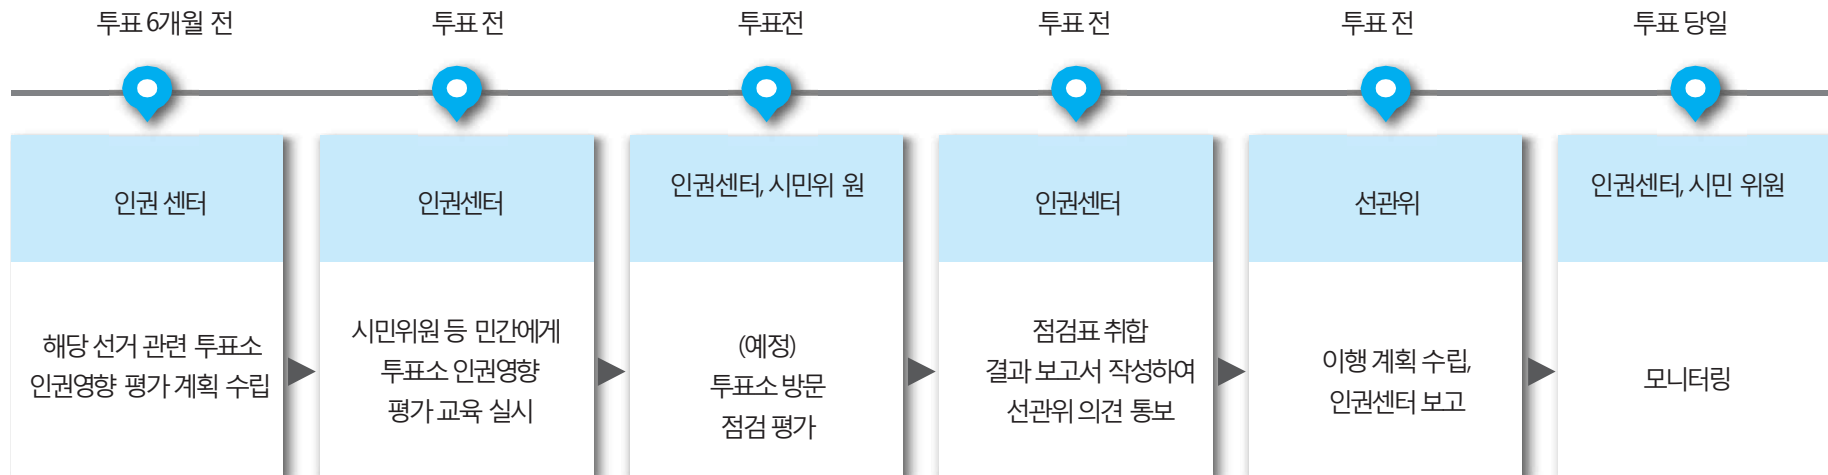 투표 6개월 전
투표 전
투표전
투표 전
투표 전
투표 당일
인권 센터
인권센터
인권센터, 시민위 원
인권센터
선관위
인권센터, 시민 위원
해당 선거 관련 투표소
인권영향 평가 계획 수립
시민위원 등 민간에게
투표소 인권영향
평가 교육 실시
(예정)
투표소 방문
점검 평가
점검표 취합
결과 보고서 작성하여
선관위 의견 통보
이행 계획 수립,
인권센터 보고
모니터링